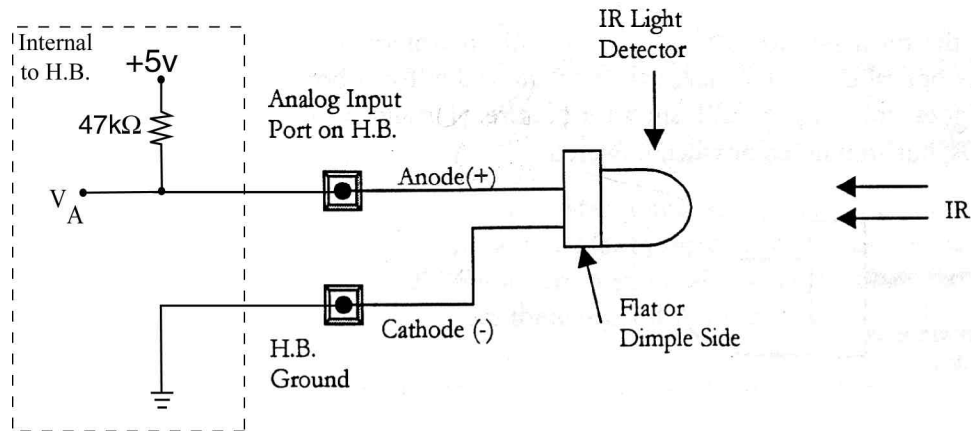 Internal
to H.B.
+5v
47kΩ
V
A
Analog Input
Port on H.B.
Anode(+)
Cathode (-)
H.B.
Ground
IR Light
Detector
IR
Flat or
Dimple Side